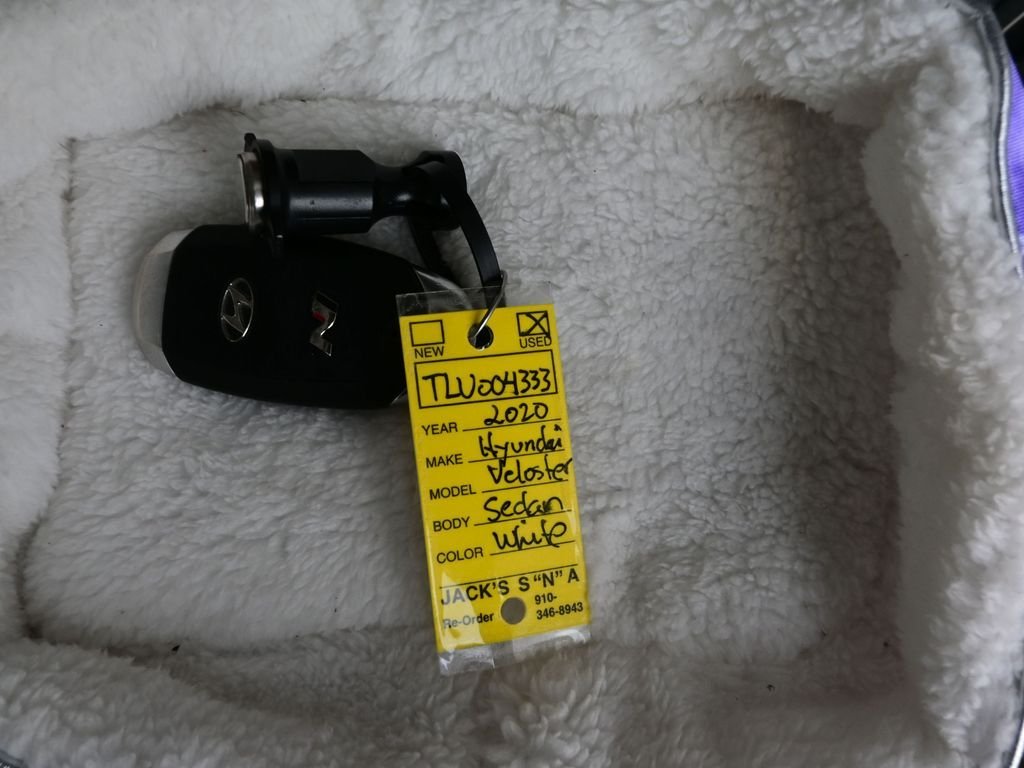 N
NEW USED
TLU004333
YEAR 2020
MAKE Hyundai
MODEL Veloster
BODY Sedan
COLOR White
JACK'S S "N" A
Re-Order 910-
346-8943